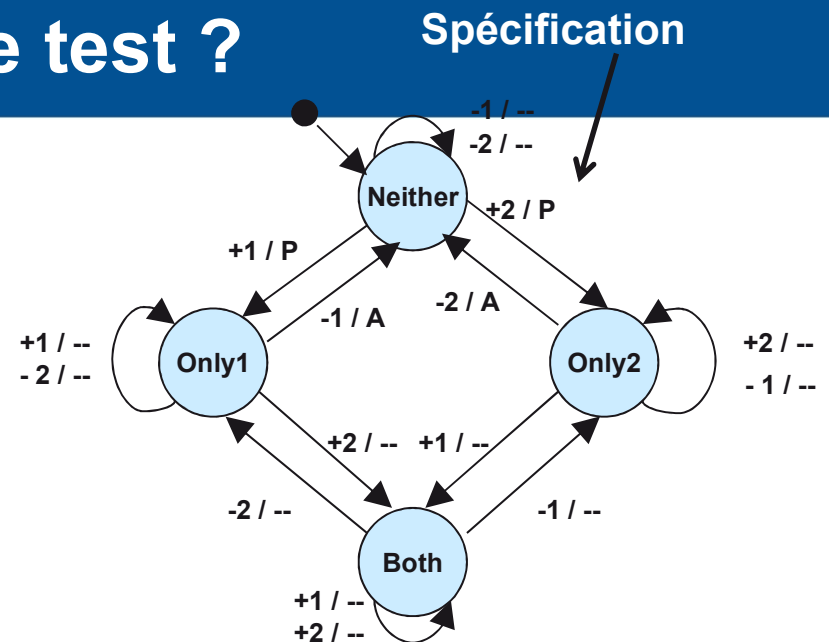 e test ?
Spécification
-1 / --
-2 / --
Neither
+2 / P
+1 / P
-2 / A
-1 / A
+1 / --
- 2 / --
Only1
Only2
+2 / --
- 1 / --
+2 / --
+1 / --
-2 / --
-1 / --
Both
+1 / --
+2 / --